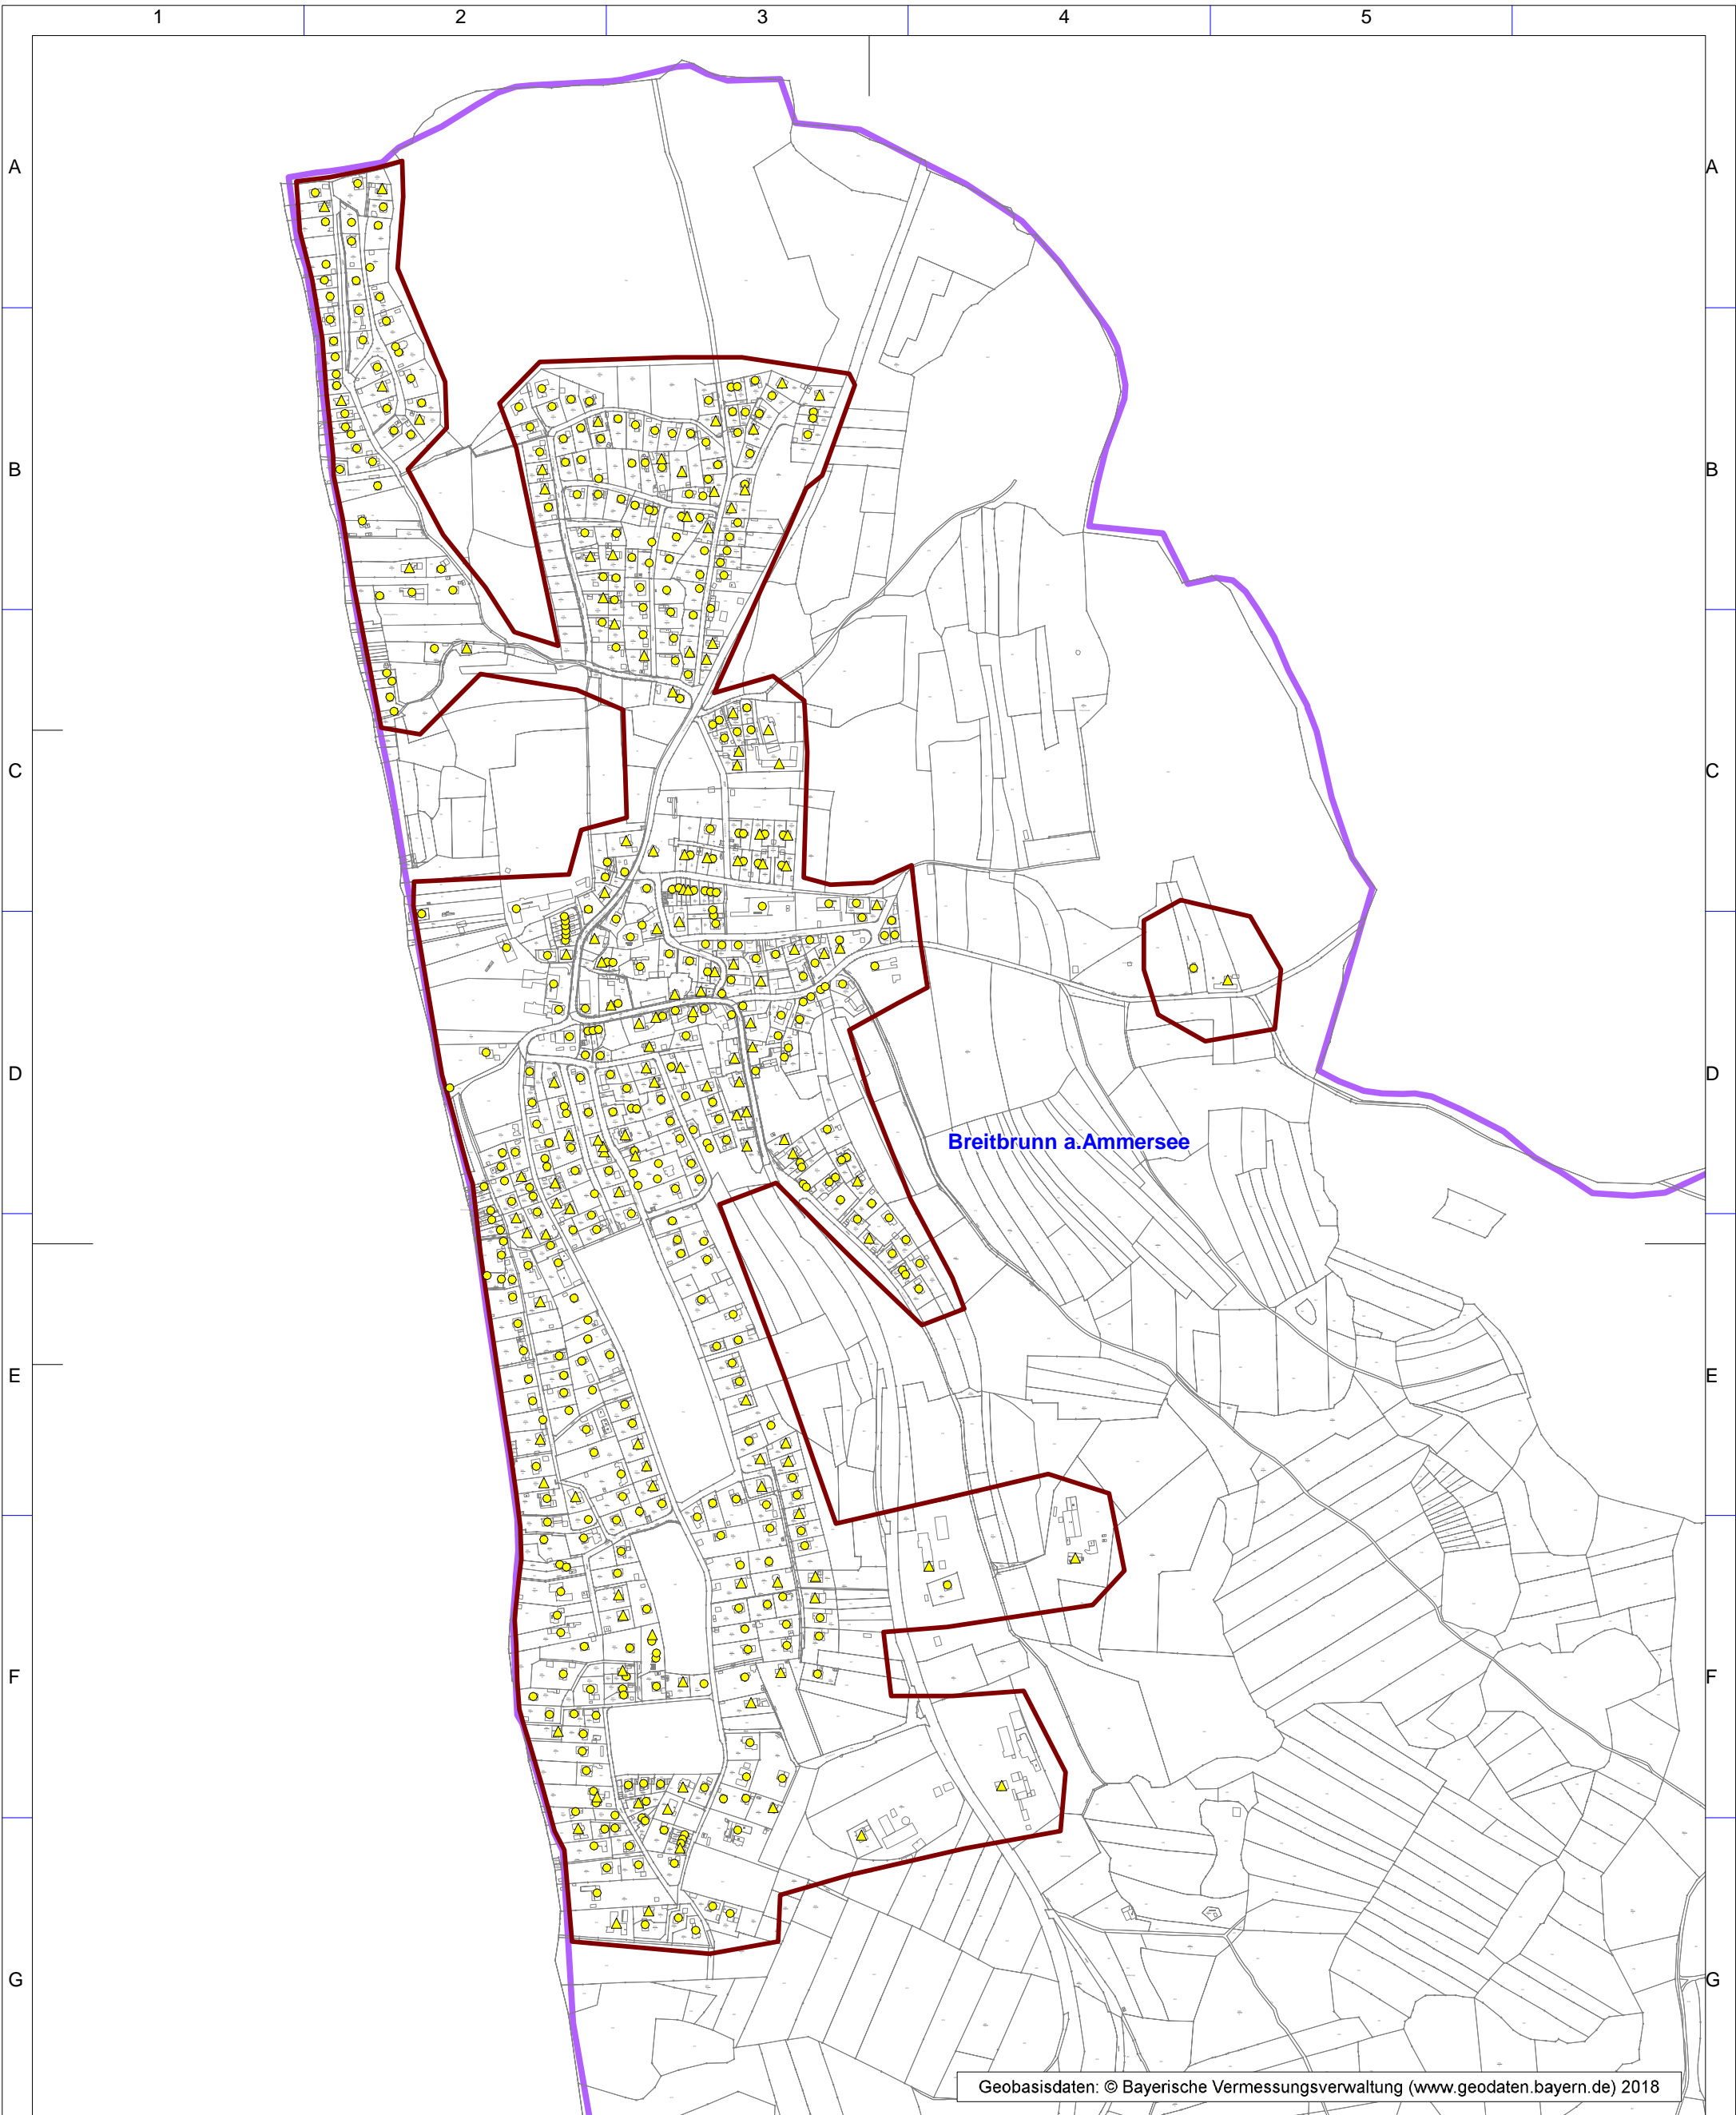 1 2 3 4 5
A A
B B
C C
D D
Breitbrunn a.Ammersee
E E
F F
G G
Geobasisdaten: © Bayerische Vermessungsverwaltung (www.geodaten.bayern.de) 2018